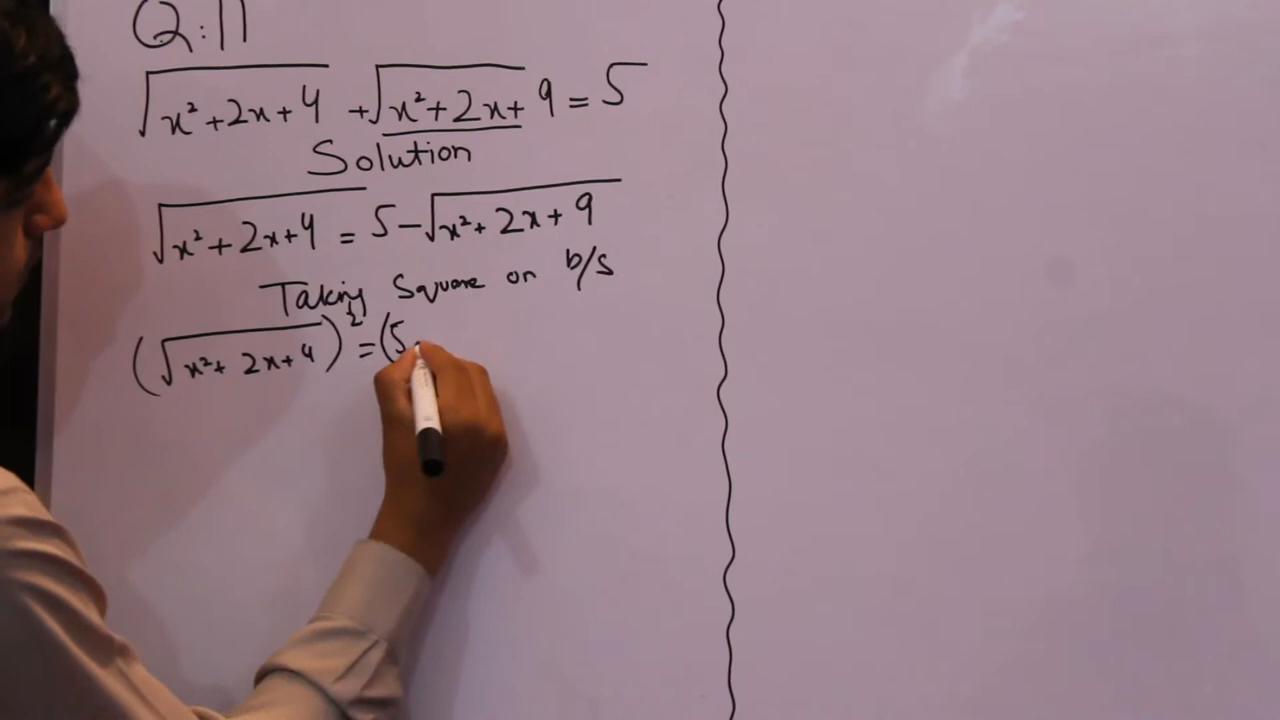 Q:11
√x²+2x+4 +√x²+2x+9 = 5
Solution
√x²+2x+4 = 5-√x²+2x+9
Taking Square on b/s
(√x²+2x+4)² = (5